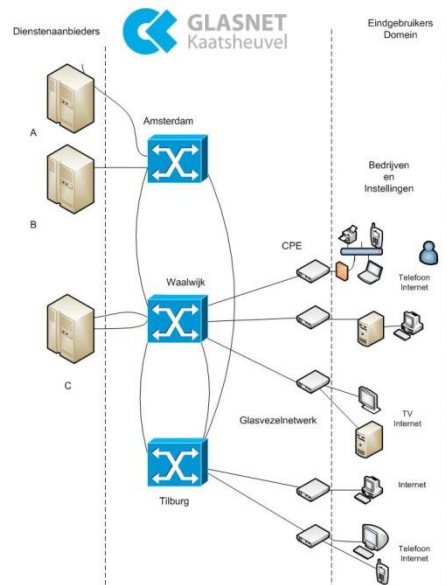 GLASNET
Kaatsheuvel
Dienstenaanbieders
Eindgebruikers
Domein
A
B
C
Amsterdam
Waalwijk
Tilburg
Glasvezelnetwerk
CPE
Bedrijven
en
Instellingen
Telefoon
Internet
TV
Internet
Internet
Telefoon
Internet